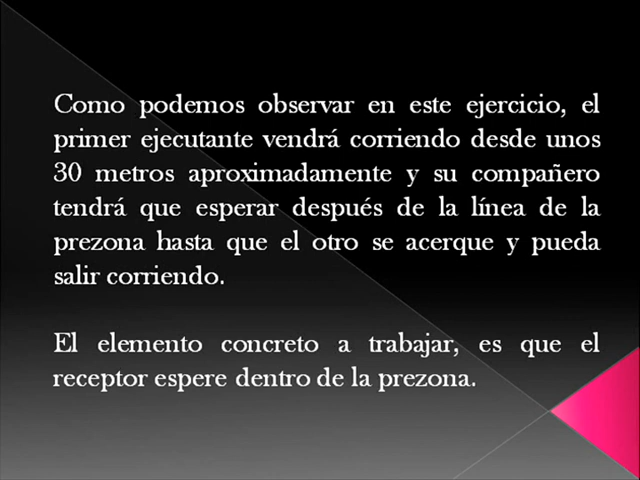 Como podemos observar en este ejercicio, el
primer ejecutante vendrá corriendo desde unos
30 metros aproximadamente y su compañero
tendrá que esperar después de la línea de la
prezona hasta que el otro se acerque y pueda
salir corriendo.
El elemento concreto a trabajar, es que el
receptor espere dentro de la prezona.